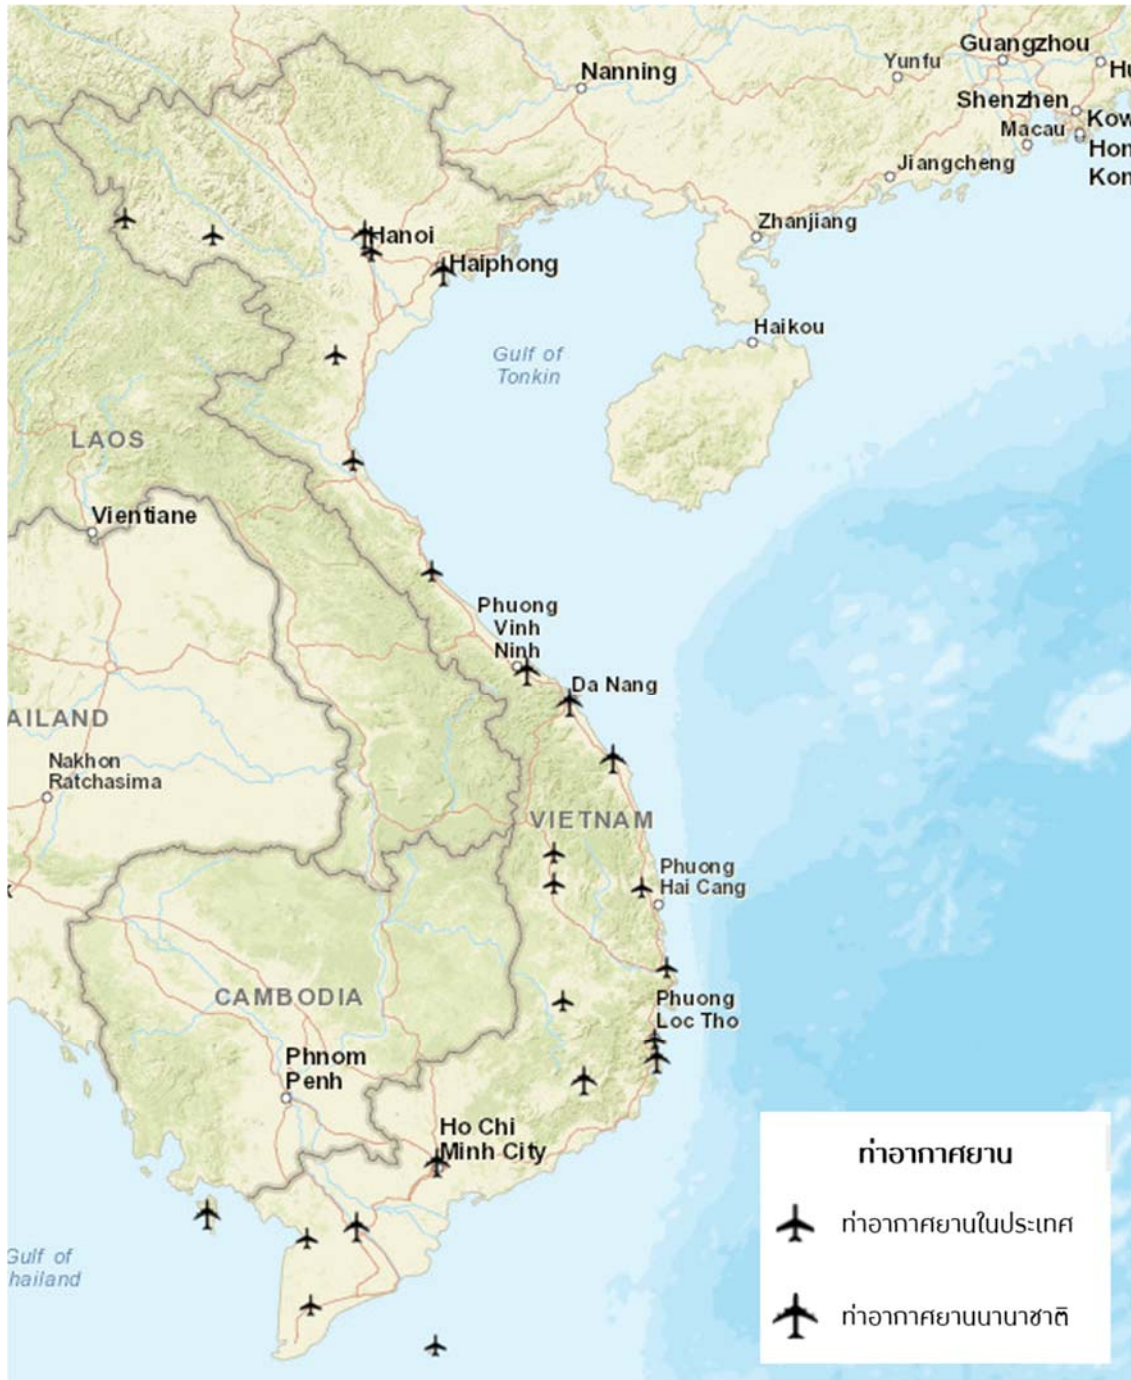 Guangzhou
Yunfu
Nanning
Hu
Shenzhen
Kow
Macau
Hon
Kon
Jiangcheng
Zhanjiang
Hanoi
Haiphong
Haikou
Gulf of
Tonkin
LAOS
Vientiane
Phuong
Vinh
Ninh
Da Nang
AILAND
Nakhon
Ratchasima
VIETNAM
Phuong
Hai Cang
k
CAMBODIA
Phuong
Loc Tho
Phnom
Penh
Ho Chi
Minh City
Gulf of
hailand
ท่าอากาศยาน
ท่าอากาศยานในประเทศ
ท่าอากาศยานนานาชาติ